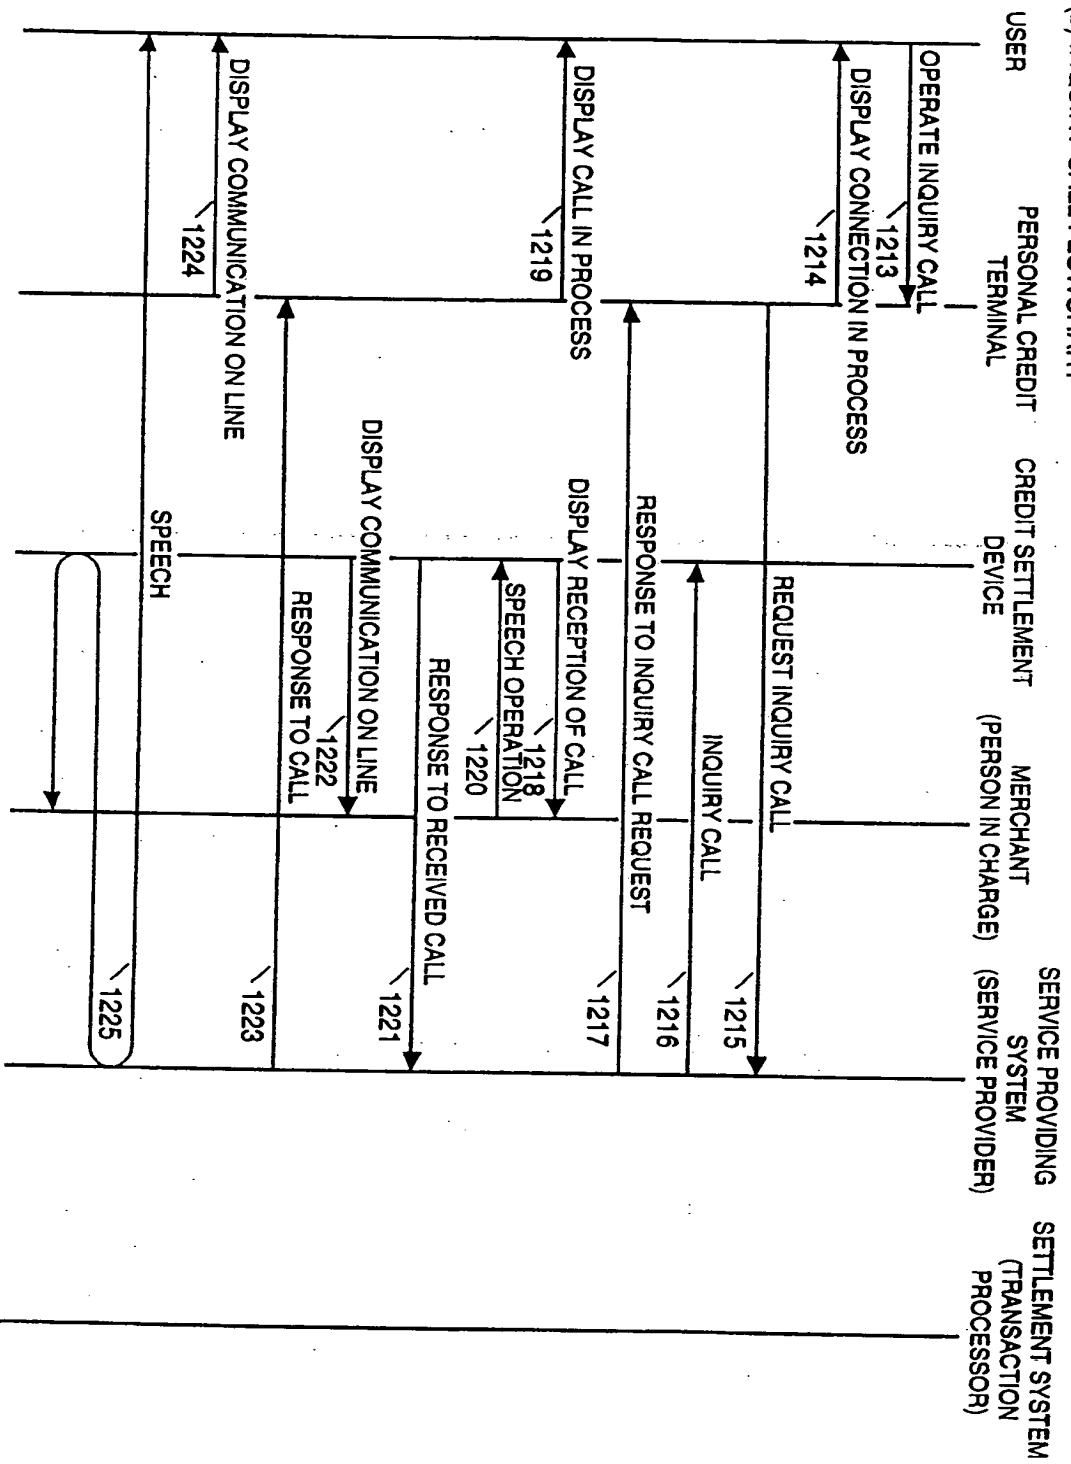 USER
PERSONAL CREDIT
TERMINAL
CREDIT SETTLEMENT
DEVICE
MERCHANT
(PERSON IN CHARGE)
SERVICE PROVIDING
SYSTEM
(SERVICE PROVIDER)
SETTLEMENT SYSTEM
(TRANSACTION
PROCESSOR)
OPERATE INQUIRY CALL
1213
DISPLAY CONNECTION IN PROCESS
1214
REQUEST INQUIRY CALL
1215
INQUIRY CALL
1216
RESPONSE TO INQUIRY CALL REQUEST
1217
DISPLAY RECEPTION OF CALL
1218
DISPLAY CALL IN PROCESS
1219
SPEECH OPERATION
1220
RESPONSE TO RECEIVED CALL
1221
DISPLAY COMMUNICATION ON LINE
1222
RESPONSE TO CALL
1223
DISPLAY COMMUNICATION ON LINE
1224
SPEECH
1225